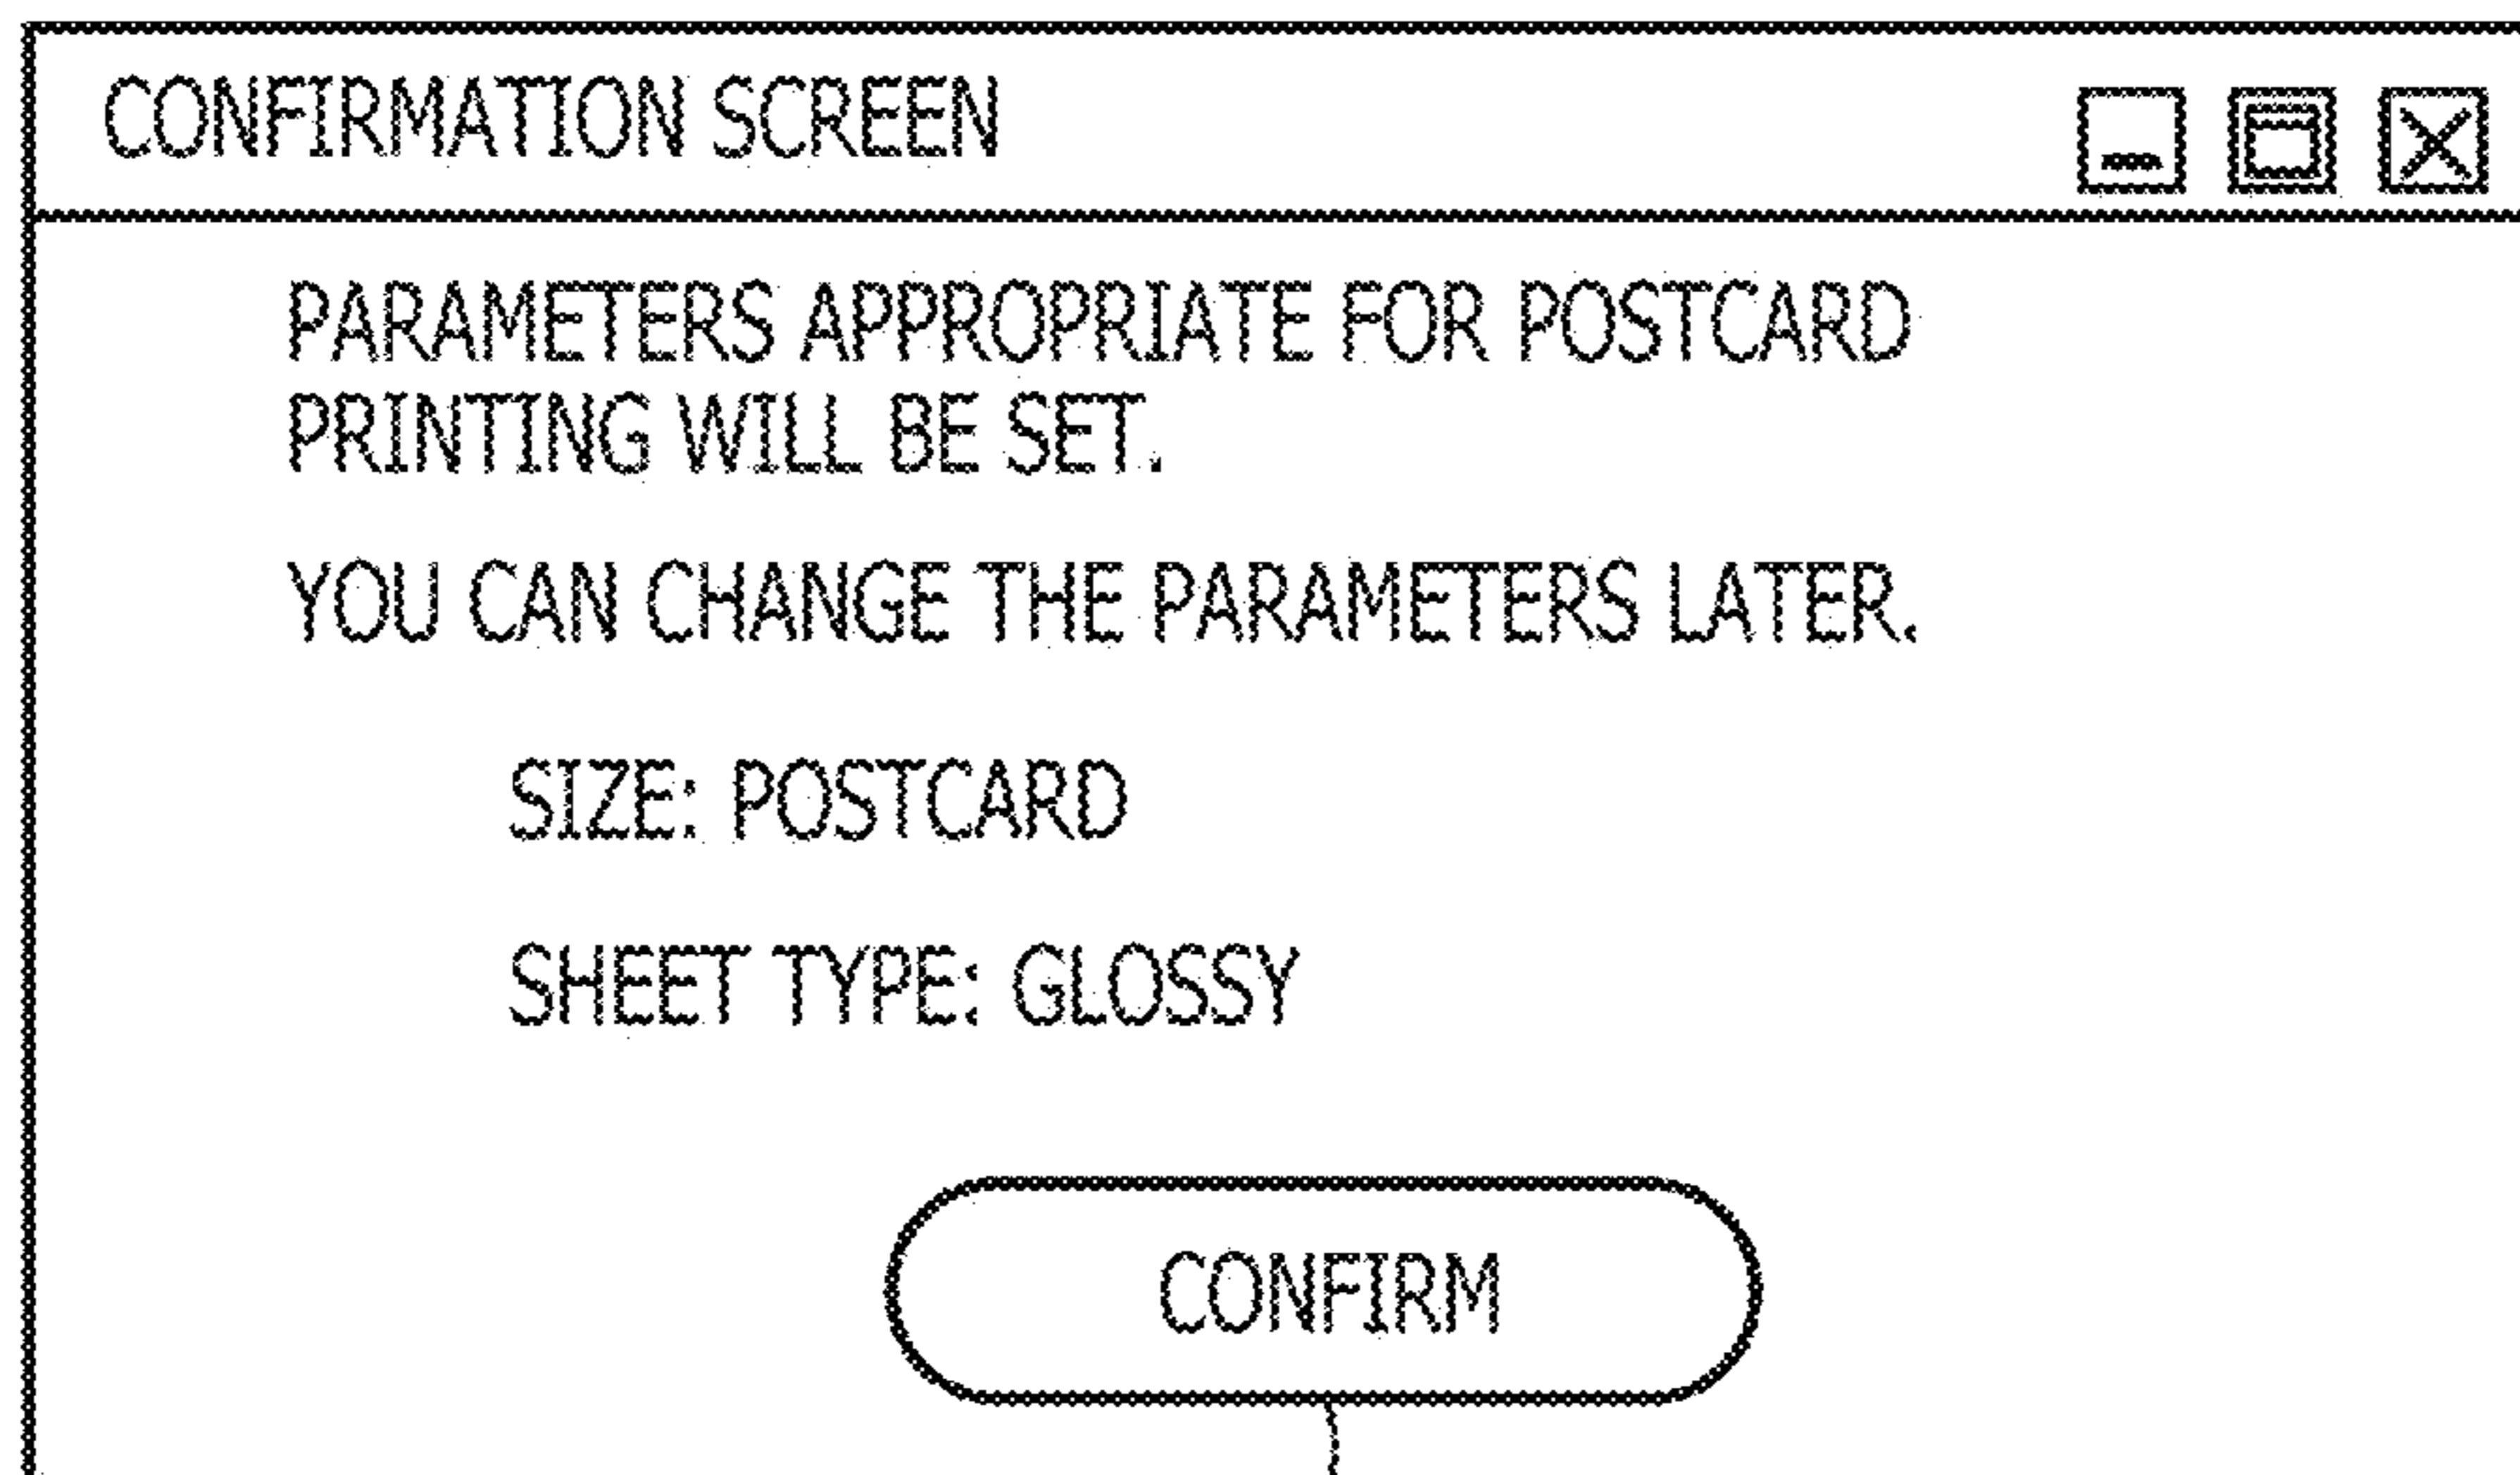 CONFIRMATION SCREEN
PARAMETERS APPROPRIATE FOR POSTCARD
PRINTING WILL BE SET.
YOU CAN CHANGE THE PARAMETERS LATER.
SIZE: POSTCARD
SHEET TYPE: GLOSSY
CONFIRM